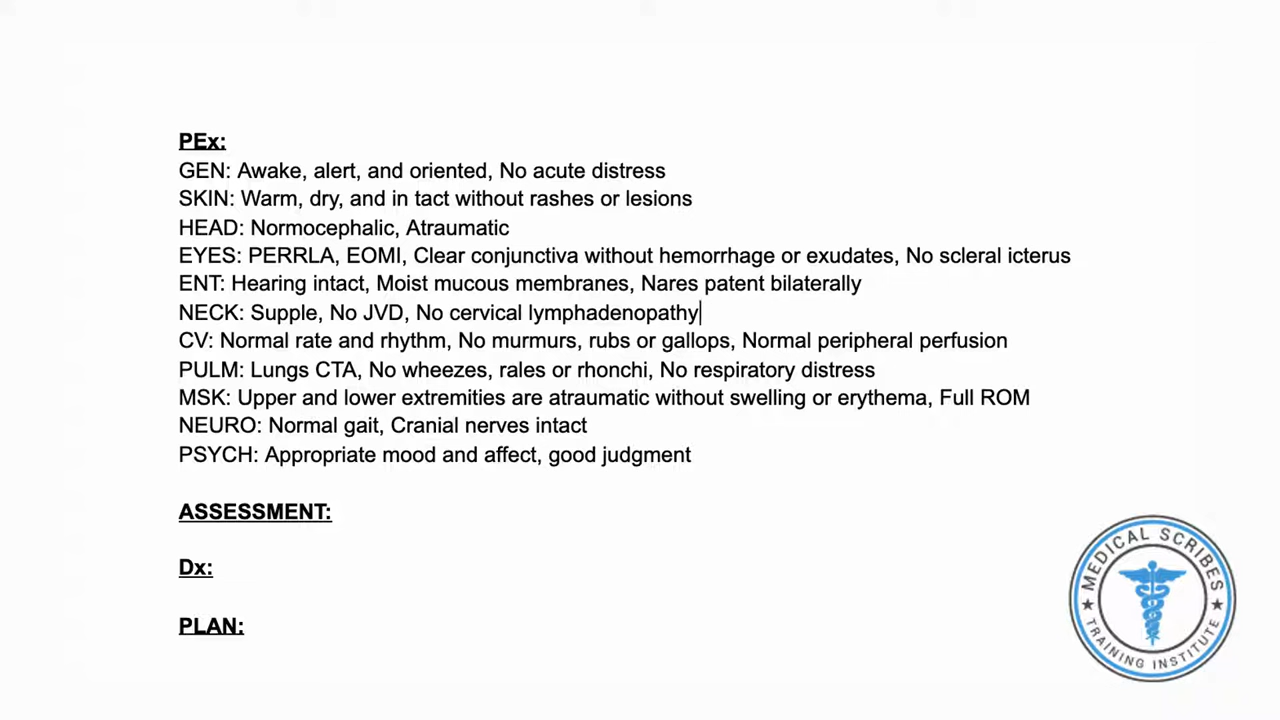 PEx:
GEN: Awake, alert, and oriented, No acute distress
SKIN: Warm, dry, and in tact without rashes or lesions
HEAD: Normocephalic, Atraumatic
EYES: PERRLA, EOMI, Clear conjunctiva without hemorrhage or exudates, No scleral icterus
ENT: Hearing intact, Moist mucous membranes, Nares patent bilaterally
NECK: Supple, No JVD, No cervical lymphadenopathy
CV: Normal rate and rhythm, No murmurs, rubs or gallops, Normal peripheral perfusion
PULM: Lungs CTA, No wheezes, rales or rhonchi, No respiratory distress
MSK: Upper and lower extremities are atraumatic without swelling or erythema, Full ROM
NEURO: Normal gait, Cranial nerves intact
PSYCH: Appropriate mood and affect, good judgment
ASSESSMENT:
Dx:
PLAN:
MEDICAL SCRIBES
TRAINING INSTITUTE